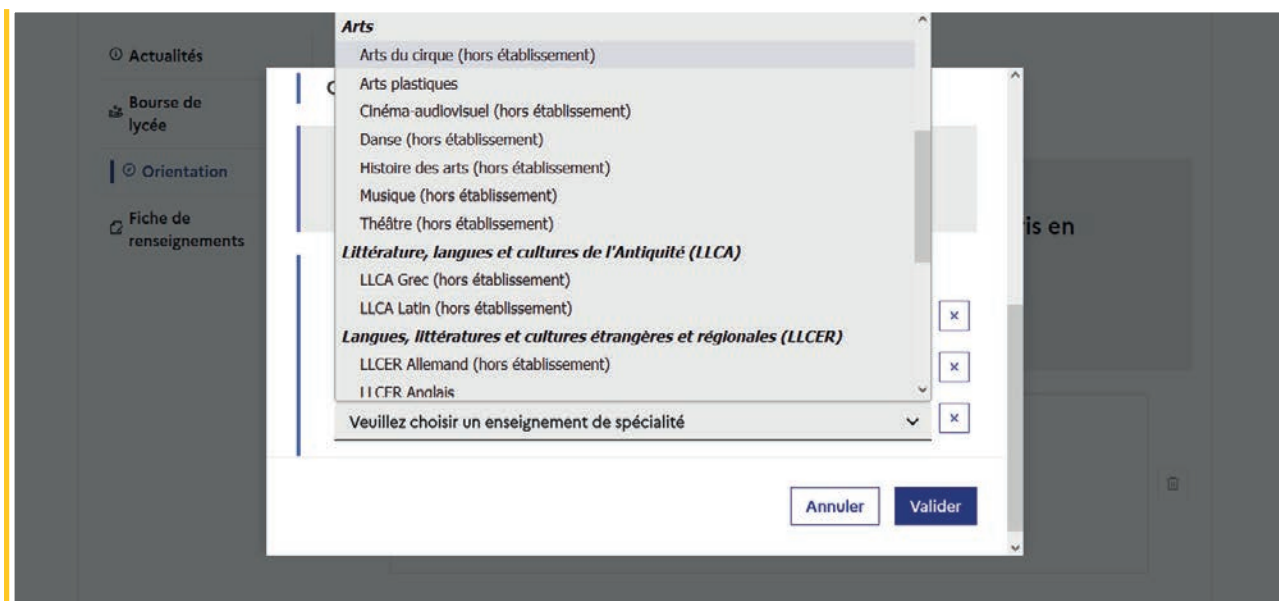 Actualités
Bourse de
lycée
Orientation
Fiche de
renseignements
Arts
Arts du cirque (hors établissement)
Arts plastiques
Cinéma-audiovisuel (hors établissement)
Danse (hors établissement)
Histoire des arts (hors établissement)
Musique (hors établissement)
Théâtre (hors établissement)
Littérature, langues et cultures de l'Antiquité (LLCA)
LLCA Grec (hors établissement)
LLCA Latin (hors établissement)
Langues, littératures et cultures étrangères et régionales (LLCER)
LLCER Allemand (hors établissement)
LLCER Anglais
Veuillez choisir un enseignement de spécialité
en
Annuler
Valider